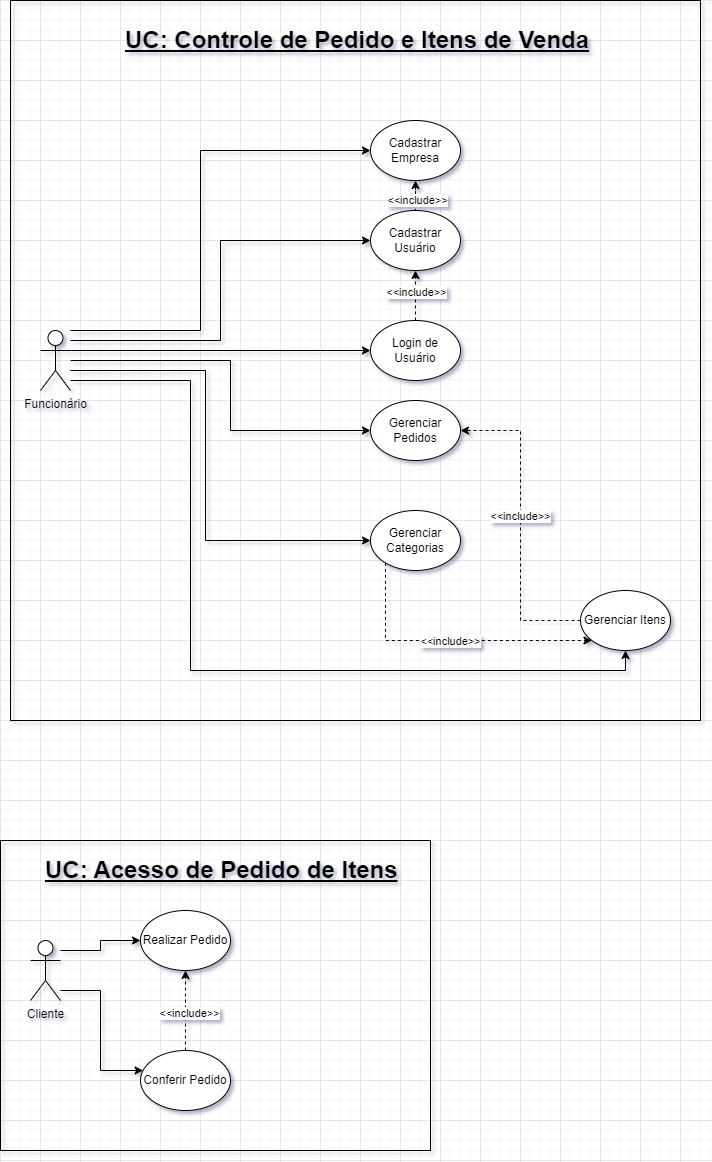 UC: Controle de Pedido e Itens de Venda
Cadastrar
Empresa
<<include>>
Cadastrar
Usuário
<<include>>
Login de
Usuário
Funcionário
Gerenciar
Pedidos
<<include>>
Gerenciar
Categorias
Gerenciar Itens
<<include>>
UC: Acesso de Pedido de Itens
Realizar Pedido
Cliente
<<include>>
Conferir Pedido